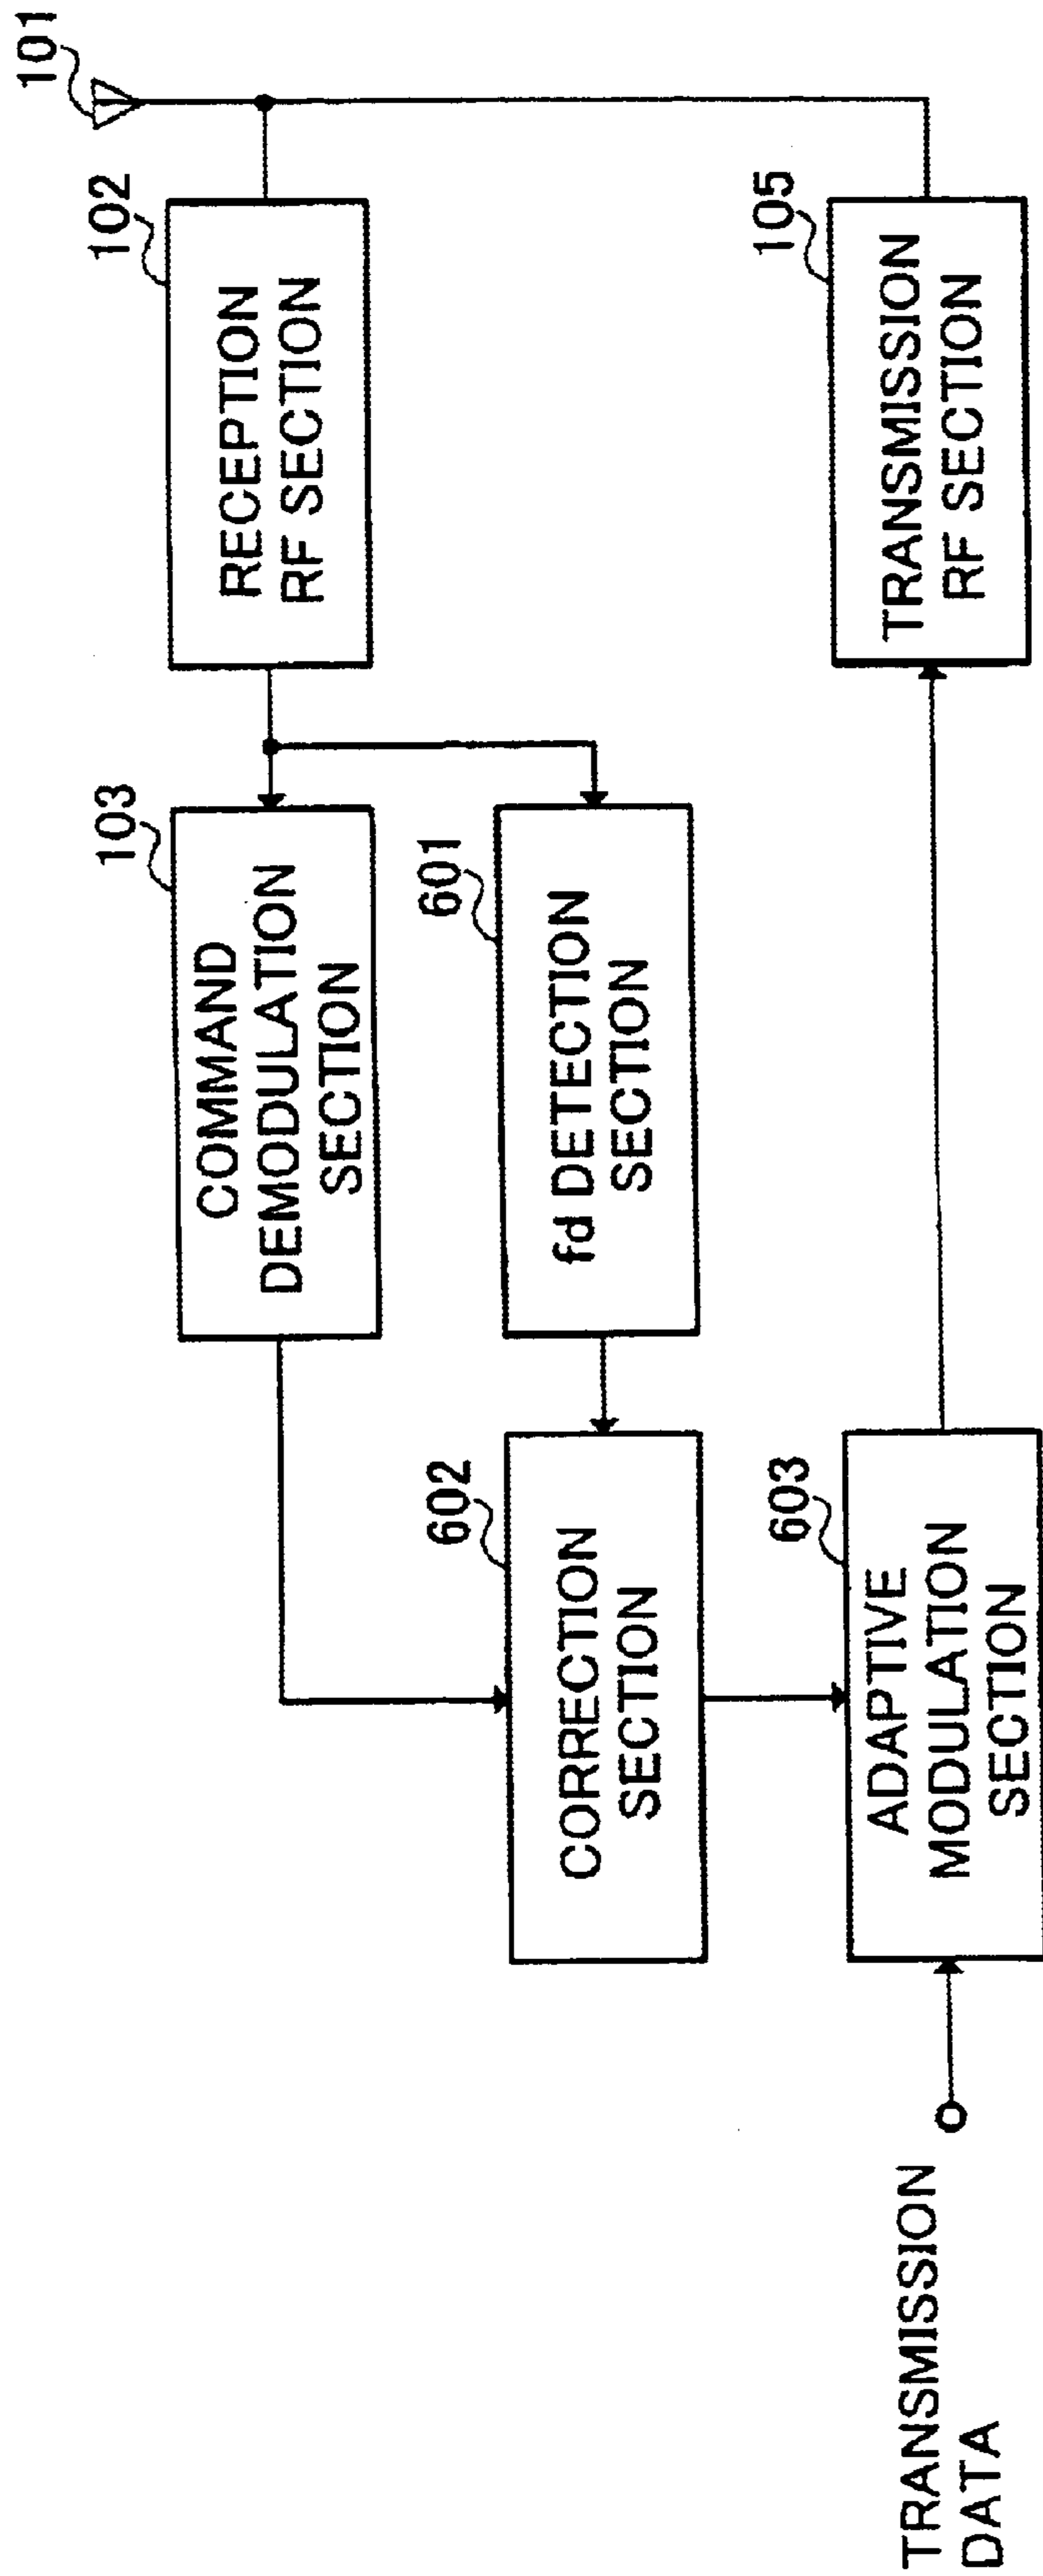 101
102
RECEPTION
RF SECTION
103
COMMAND
DEMODULATION
SECTION
601
fd DETECTION
SECTION
602
CORRECTION
SECTION
603
ADAPTIVE
MODULATION
SECTION
105
TRANSMISSION
RF SECTION
TRANSMISSION
DATA